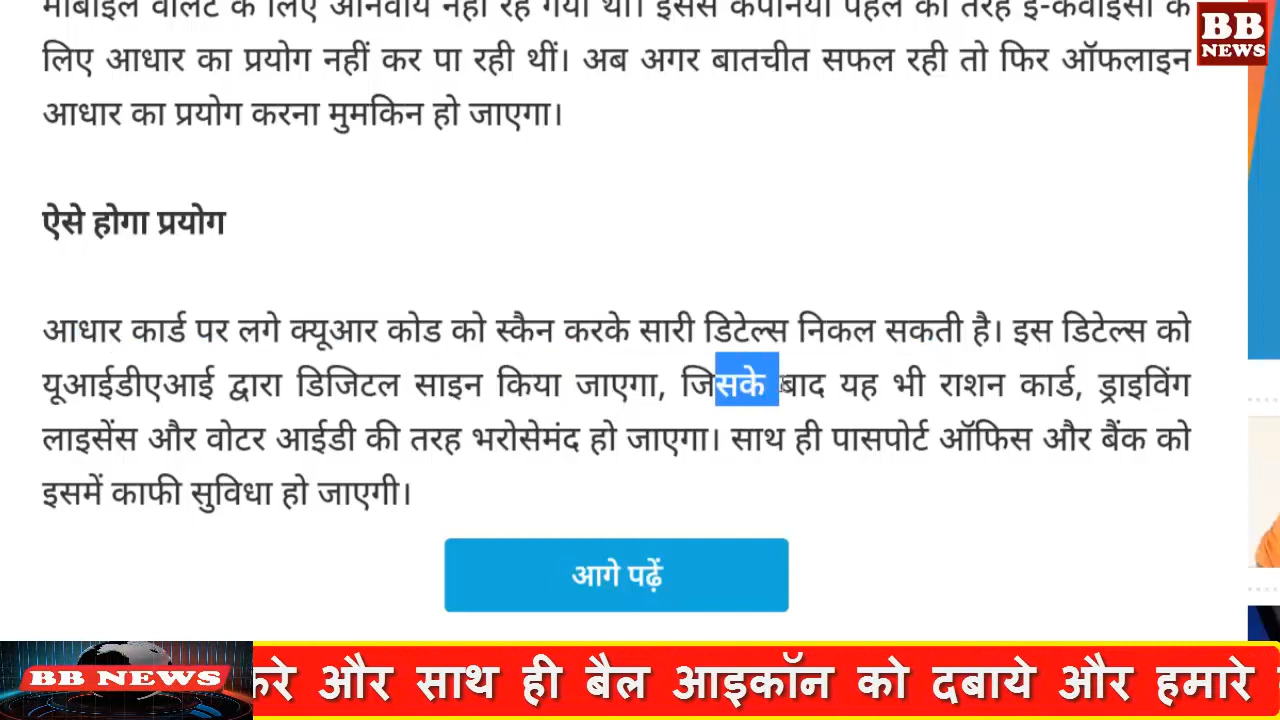 मोबाइल वॉलेट के लिए अनिवार्य नहीं रह गया था। इससे कंपनियां पहले की तरह ई-केवाईसी के
लिए आधार का प्रयोग नहीं कर पा रही थीं। अब अगर बातचीत सफल रही तो फिर ऑफलाइन
आधार का प्रयोग करना मुमकिन हो जाएगा।
ऐसे होगा प्रयोग
आधार कार्ड पर लगे क्यूआर कोड को स्कैन करके सारी डिटेल्स निकल सकती है। इस डिटेल्स को
यूआईडीएआई द्वारा डिजिटल साइन किया जाएगा, जिसके बाद यह भी राशन कार्ड, ड्राइविंग
लाइसेंस और वोटर आईडी की तरह भरोसेमंद हो जाएगा। साथ ही पासपोर्ट ऑफिस और बैंक को
इसमें काफी सुविधा हो जाएगी।
आगे पढ़ें
BB
NEWS
BB NEWS
और साथ ही बैल आइकॉन को दबाये और हमारे